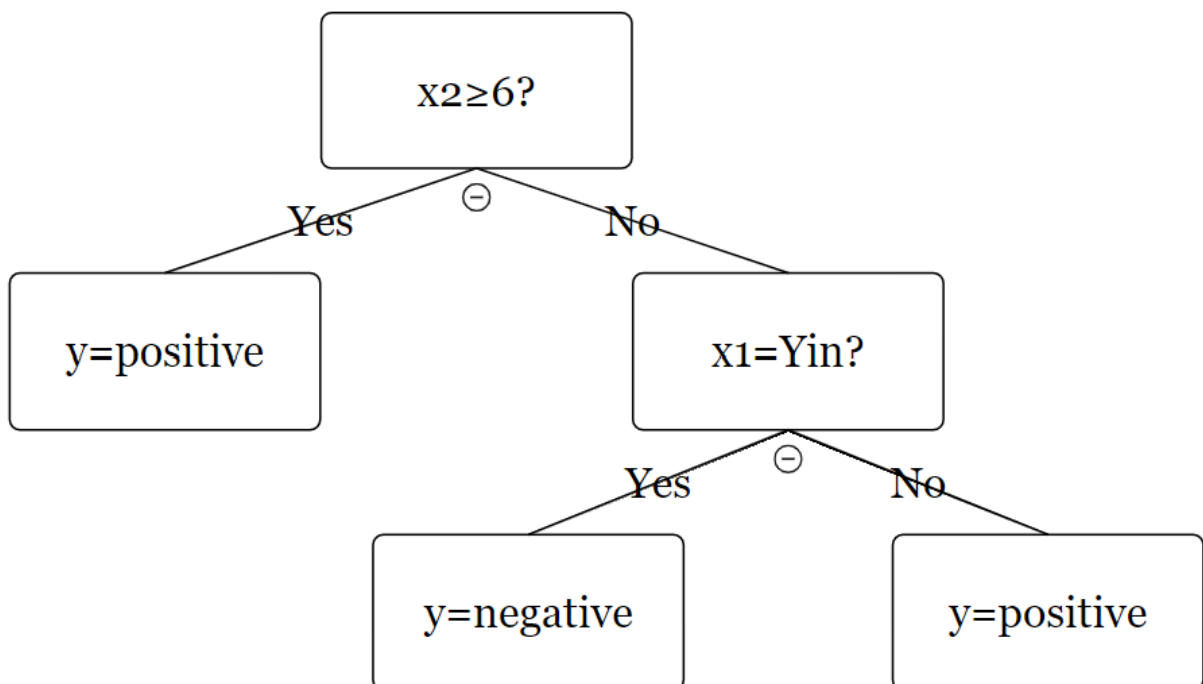 x2≥6?
Yes
No
y=positive
x1=Yin?
Yes
No
y=negative
y=positive